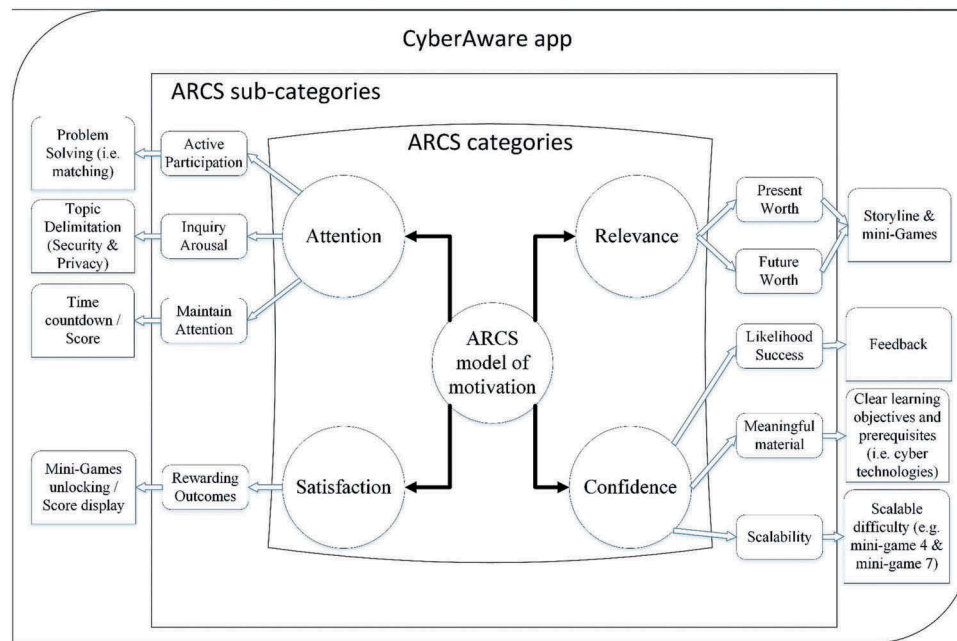 CyberAware app
ARCS sub-categories
ARCS categories
Problem
Solving (i.e.
matching)
Active
Participation
Topic
Delimitation
(Security &
Privacy)
Inquiry
Arousal
Time
countdown /
Score
Maintain
Attention
Attention
Relevance
Present
Worth
Future
Worth
Storyline &
mini-Games
ARCS
model of
motivation
Likelihood
Success
Feedback
Meaningful
material
Clear learning
objectives and
prerequisites
(i.e. cyber
technologies)
Mini-Games
unlocking /
Score display
Rewarding
Outcomes
Satisfaction
Confidence
Scalability
Scalable
difficulty (e.g.
mini-game 4 &
mini-game 7)